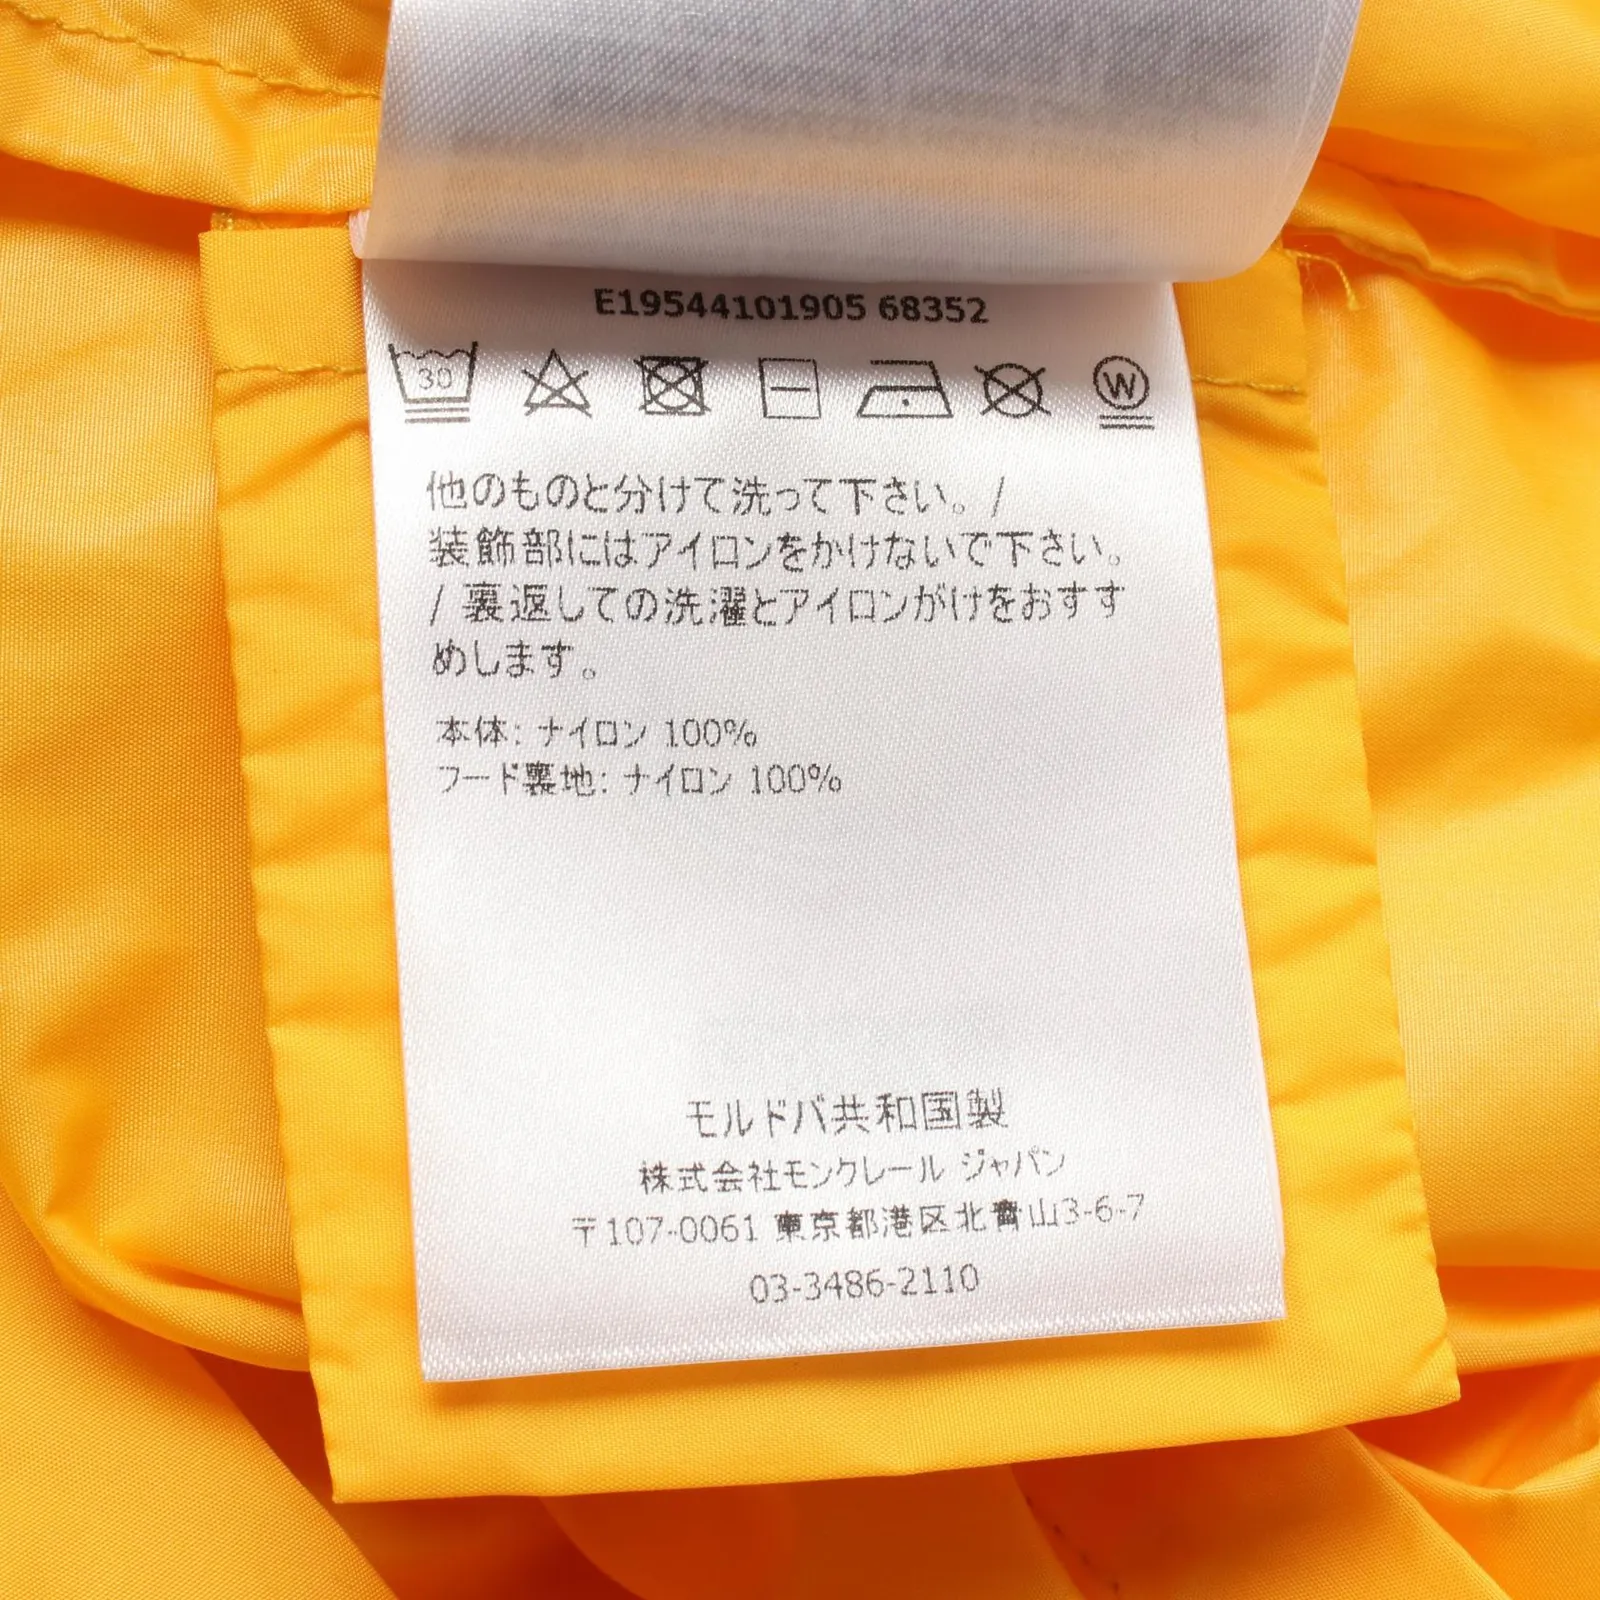 E19544101905 68352
30
W
他のものと分けて洗って下さい。/
装飾部にはアイロンをかけないで下さい。
/ 裏返しての洗濯とアイロンがけをおすす
めします。
本体: ナイロン 100%
フード裏地: ナイロン 100%
モルドバ共和国製
株式会社モンクレール ジャパン
〒107-0061 東京都港区北青山3-6-7
03-3486-2110